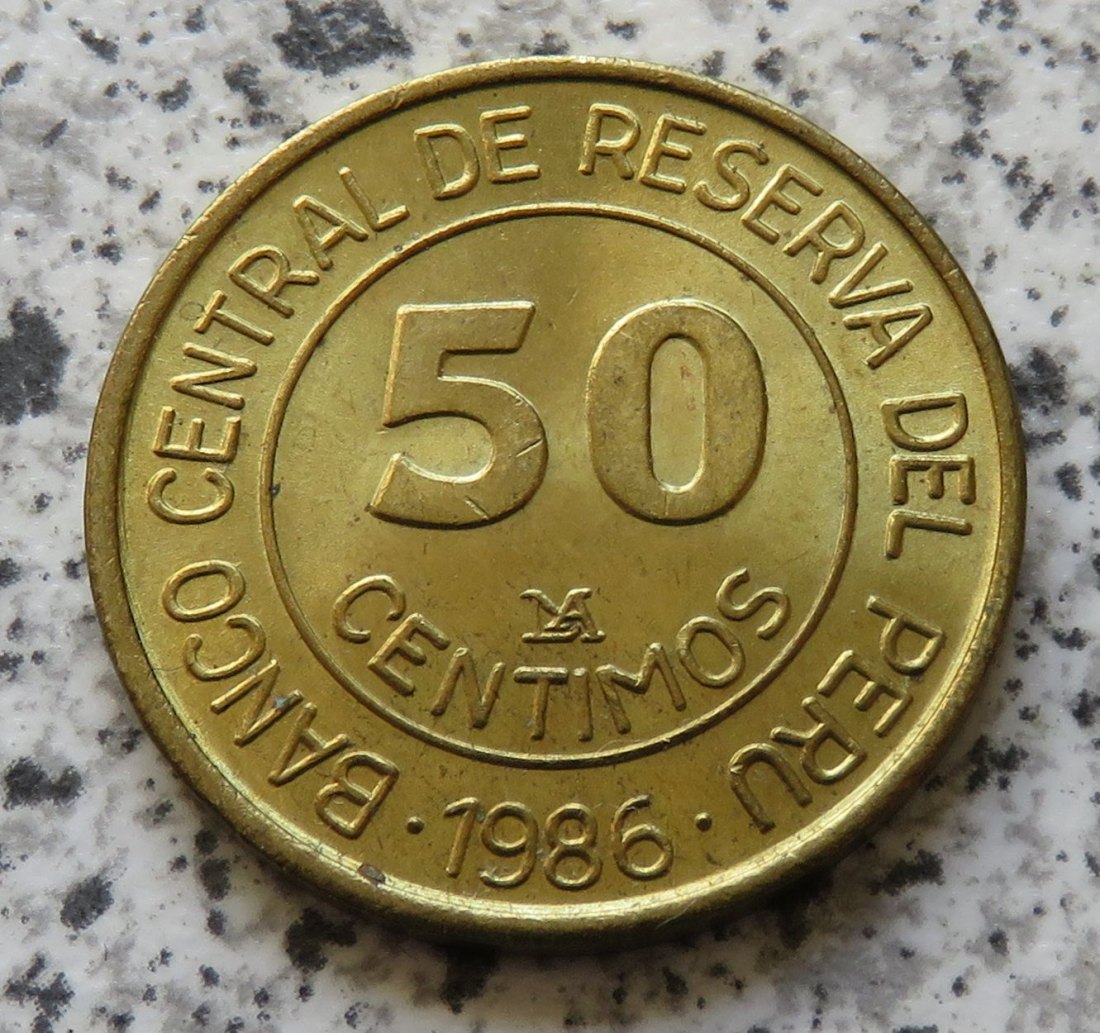 BANCO CENTRAL DE RESERVA DEL PERU
50
CENTIMOS
· 1986 ·